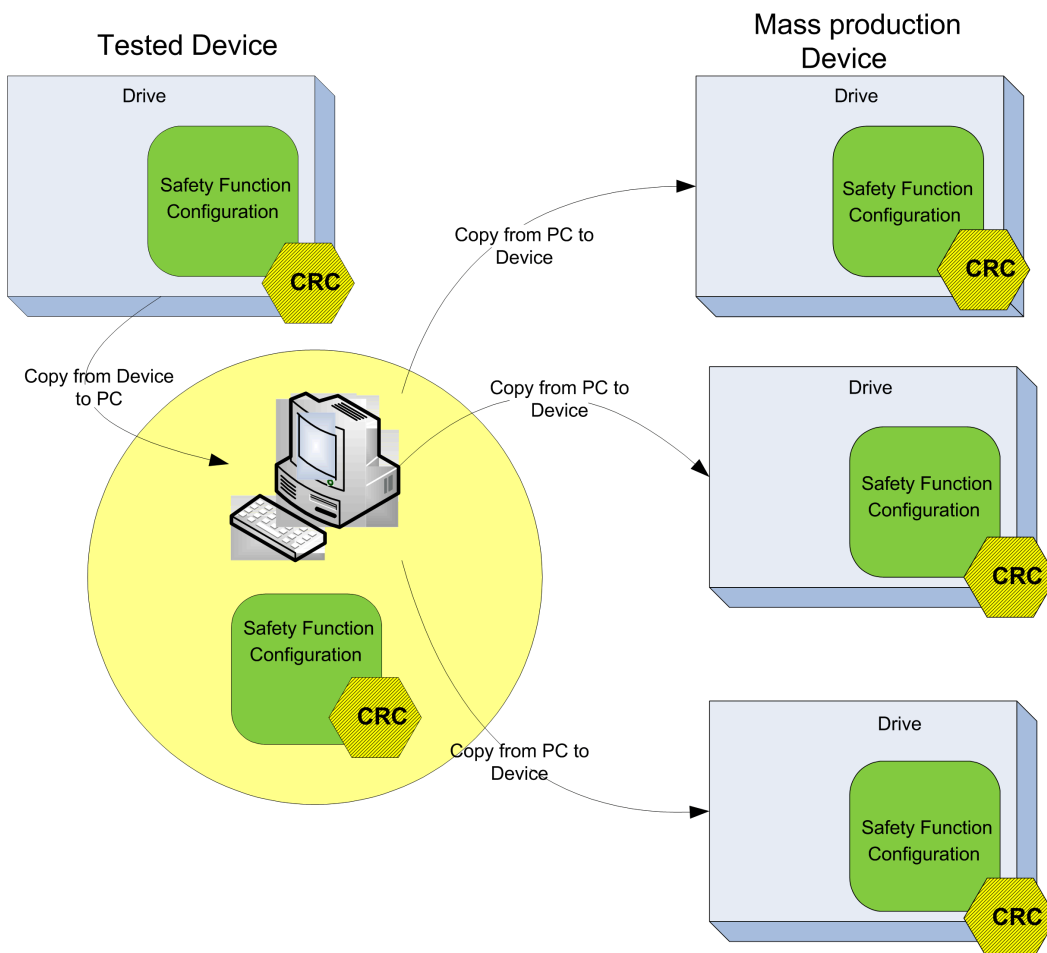 Tested Device
Drive
Safety Function
Configuration
CRC
Mass production
Device
Drive
Safety Function
Configuration
CRC
Copy from PC to
Device
Copy from Device
to PC
Copy from PC to
Device
Drive
Safety Function
Configuration
CRC
Safety Function
Configuration
CRC
Copy from PC to
Device
Drive
Safety Function
Configuration
CRC